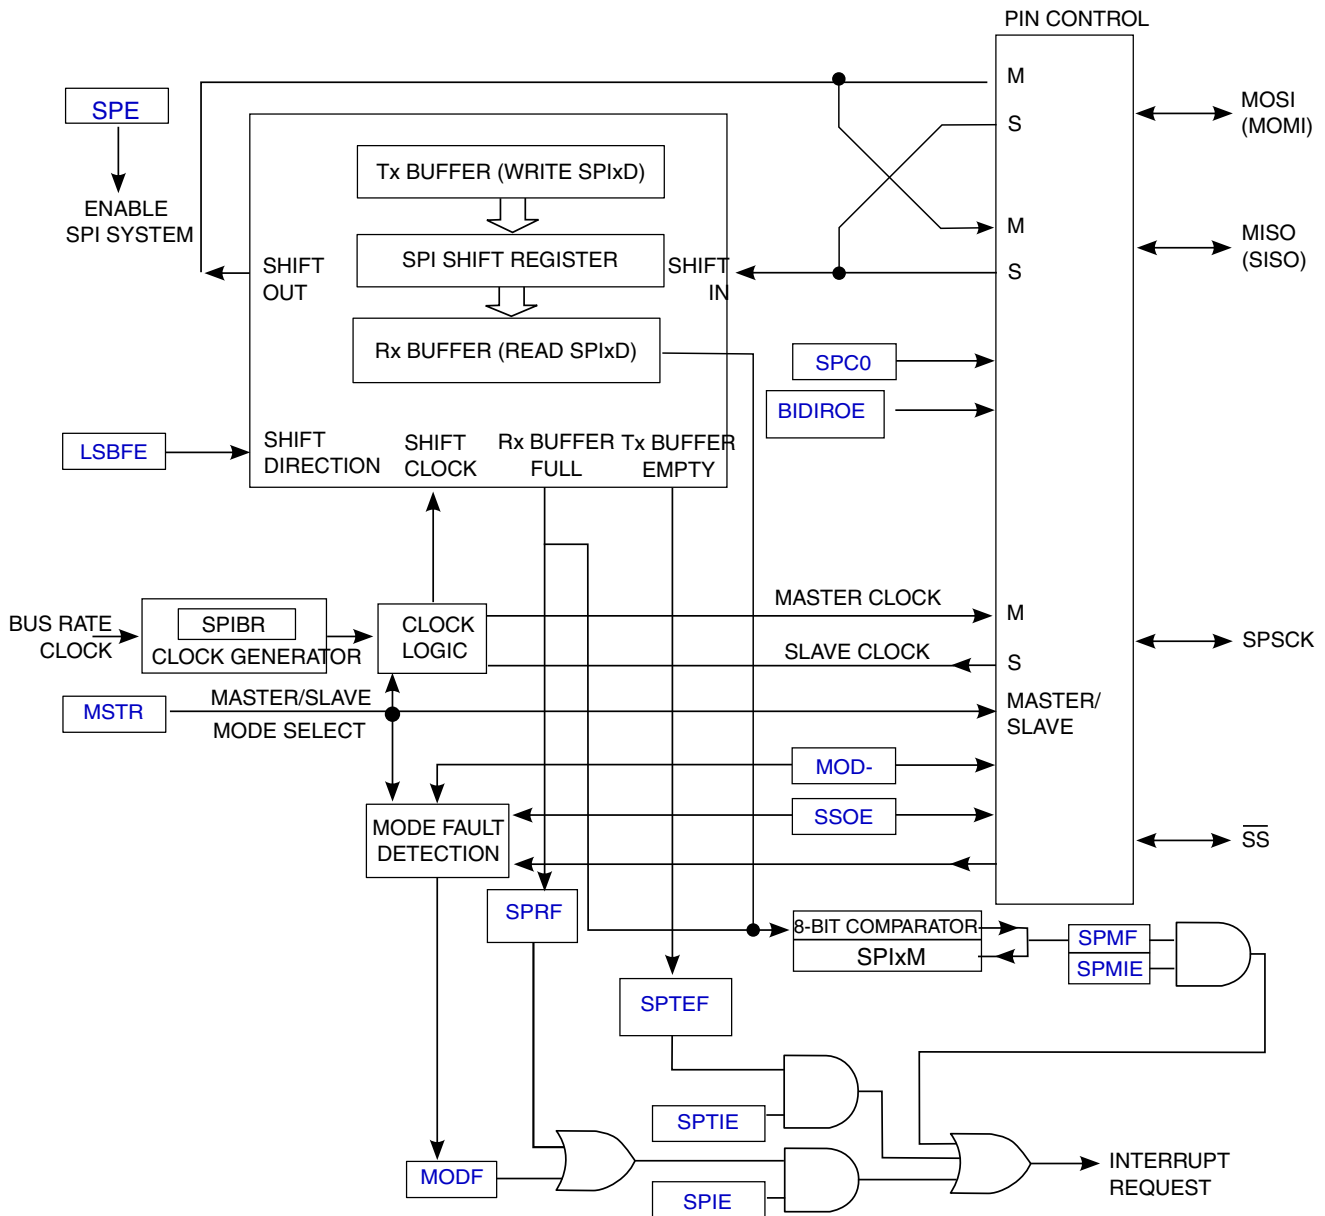 PIN CONTROL
M
MOSI
(MOMI)
S
SPE
ENABLE
SPI SYSTEM
Tx BUFFER (WRITE SPIxD)
M
MISO
(SISO)
SHIFT
OUT
SPI SHIFT REGISTER
SHIFT
IN
S
Rx BUFFER (READ SPIxD)
SPC0
BIDIROE
LSBFE
SHIFT
DIRECTION
SHIFT
CLOCK
Rx BUFFER
FULL
Tx BUFFER
EMPTY
BUS RATE
CLOCK
SPIBR
CLOCK GENERATOR
CLOCK
LOGIC
MASTER CLOCK
M
SLAVE CLOCK
S
SPSCK
MSTR
MASTER/SLAVE
MODE SELECT
MASTER/
SLAVE
MOD-
SSOE
MODE FAULT
DETECTION
SS
SPRF
8-BIT COMPARATOR
SPIxM
SPMF
SPMIE
SPTEF
SPTIE
MODF
SPIE
INTERRUPT
REQUEST